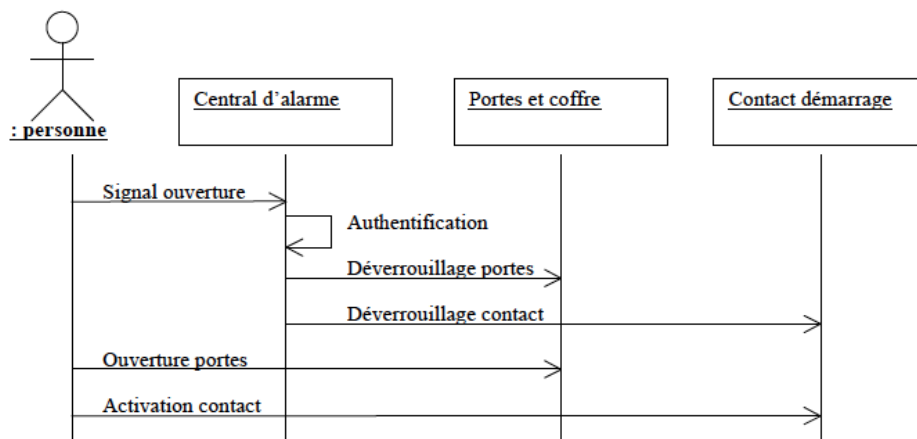 Central d'alarme
Portes et coffre
Contact démarrage
: personne
Signal ouverture
Authentification
Déverrouillage portes
Déverrouillage contact
Ouverture portes
Activation contact